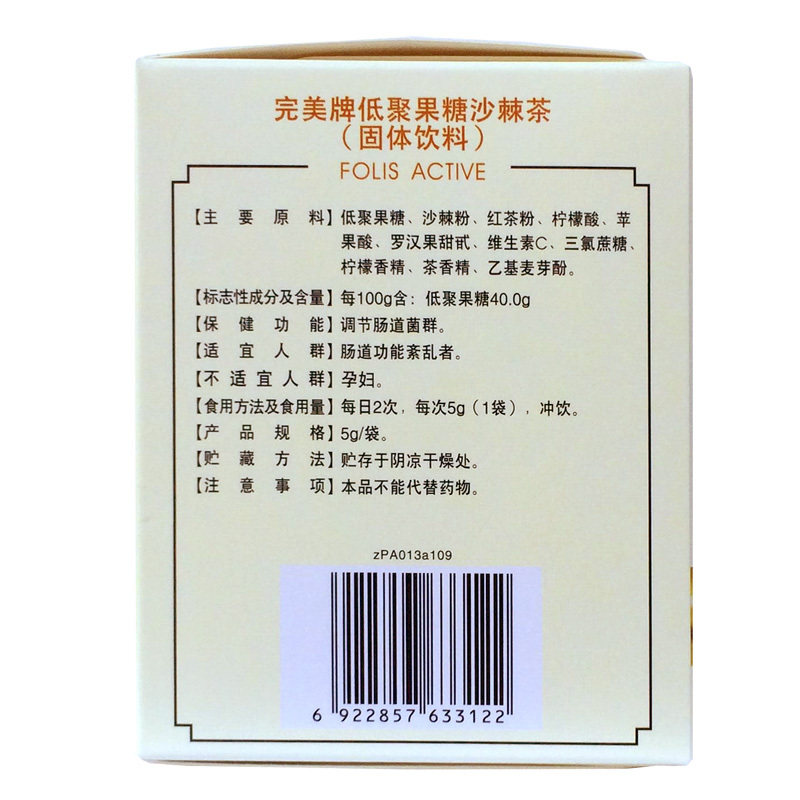 完美牌低聚果糖沙棘茶
（固体饮料）
FOLIS ACTIVE
【主要原料】低聚果糖、沙棘粉、红茶粉、柠檬酸、苹
果酸、罗汉果甜甙、维生素C、三氯蔗糖、
柠檬香精、茶香精、乙基麦芽酚。
【标志性成分及含量】每100g含：低聚果糖40.0g
【保健功能】调节肠道菌群。
【适宜人群】肠道功能紊乱者。
【不适宜人群】孕妇。
【食用方法及食用量】每日2次，每次5g（1袋），冲饮。
【产品规格】5g/袋。
【贮藏方法】贮存于阴凉干燥处。
【注意事项】本品不能代替药物。
zPA013a109
6 922857 633122